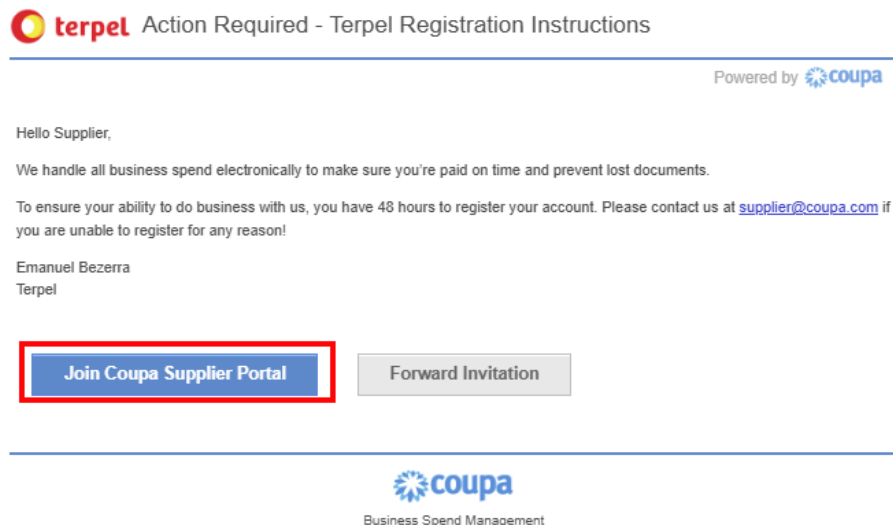 terpel Action Required - Terpel Registration Instructions
Powered by coupa
Hello Supplier,
We handle all business spend electronically to make sure you're paid on time and prevent lost documents.
To ensure your ability to do business with us, you have 48 hours to register your account. Please contact us at supplier@coupa.com if
you are unable to register for any reason!
Emanuel Bezerra
Terpel
Join Coupa Supplier Portal
Forward Invitation
coupa
Business Spend Management